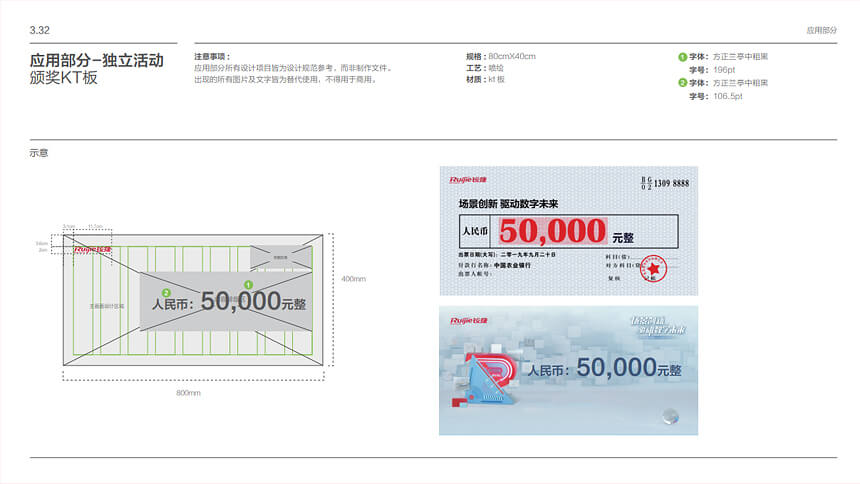 3.32
应用部分
应用部分–独立活动
颁奖KT板
注意事项：
应用部分所有设计项目皆为设计规范参考，而非制作文件。
出现的所有图片及文字皆为替代使用，不得用于商用。
规格：80cmX40cm
工艺：喷绘
材质：kt 板
1 字体： 方正兰亭中粗黑
字号： 196pt
2 字体： 方正兰亭中粗黑
字号： 106.5pt
示意
11.7cm
2cm
Ruijie锐捷
主画面设计区域
2
1
人民币：50,000元整
400mm
800mm
Ruijie锐捷
B G
0 2 1309 8888
场景创新 驱动数字未来
人民币 50,000 元整
出票日期(大写)：二零一九年九月二十日
付款行名称：中国农业银行
出票人帐号：
科目(借)
对方科目(贷)
复核
记帐
Ruijie锐捷
场景创新
驱动数字未来
人民币：50,000元整